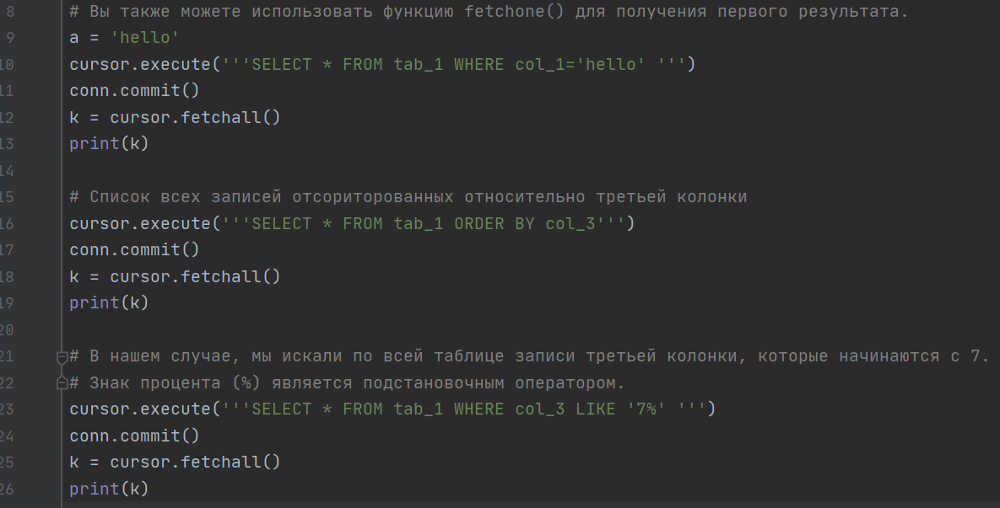 8 # Вы также можете использовать функцию fetchone() для получения первого результата.
9 a = 'hello'
10 cursor.execute('''SELECT * FROM tab_1 WHERE col_1='hello' ''')
11 conn.commit()
12 k = cursor.fetchall()
13 print(k)
14
15 # Список всех записей отсориторованных относительно третьей колонки
16 cursor.execute('''SELECT * FROM tab_1 ORDER BY col_3''')
17 conn.commit()
18 k = cursor.fetchall()
19 print(k)
20
21 # В нашем случае, мы искали по всей таблице записи третьей колонки, которые начинаются с 7.
22 # Знак процента (%) является подстановочным оператором.
23 cursor.execute('''SELECT * FROM tab_1 WHERE col_3 LIKE '7%' ''')
24 conn.commit()
25 k = cursor.fetchall()
26 print(k)